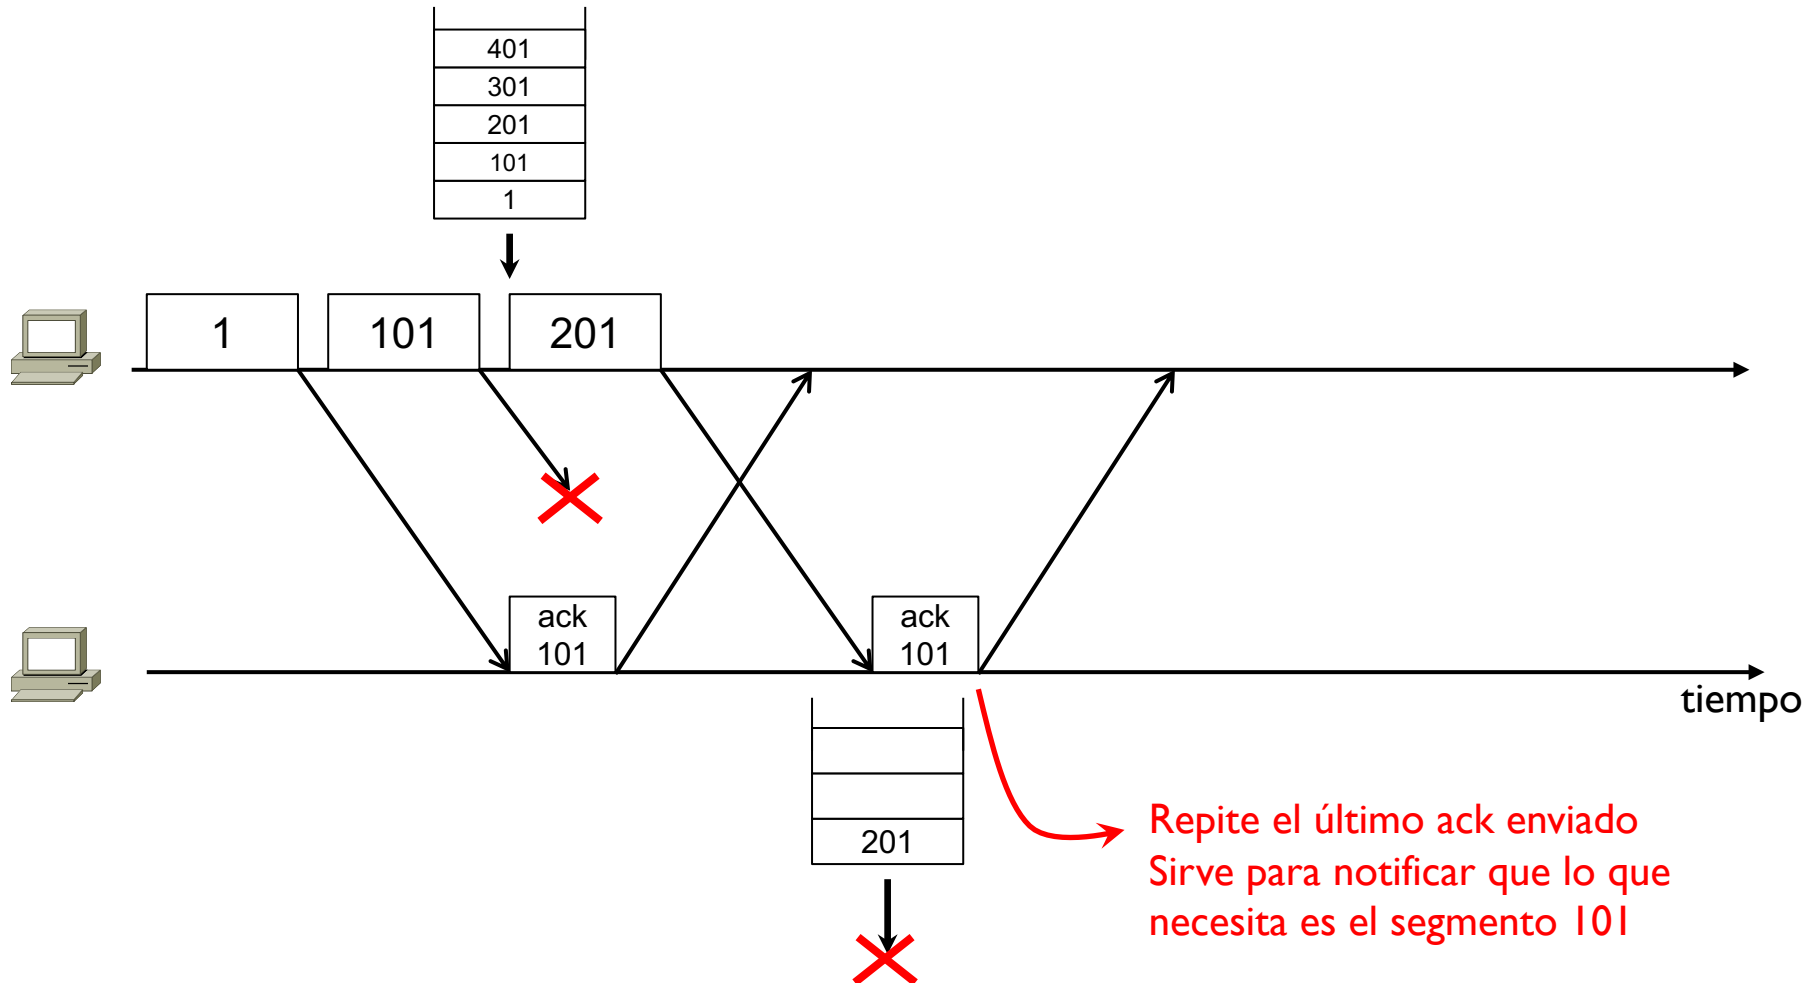 401
301
201
101
1
1
101
201
ack
101
ack
101
tiempo
201
Repite el último ack enviado
Sirve para notificar que lo que
necesita es el segmento 101